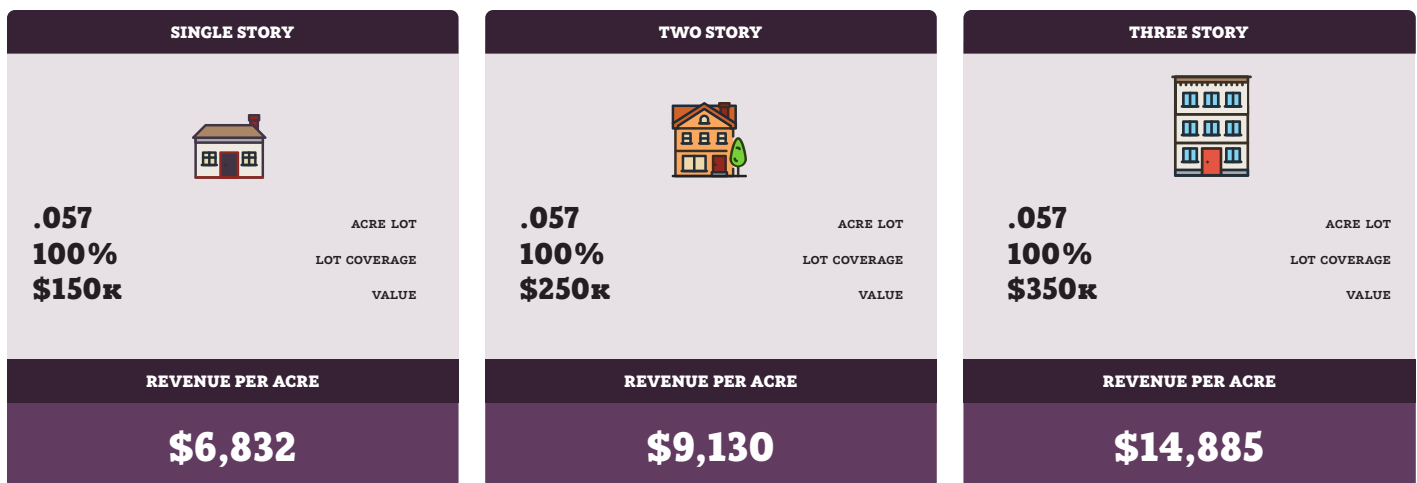 SINGLE STORY
.057 ACRE LOT
100% LOT COVERAGE
$150K VALUE
REVENUE PER ACRE
$6,832
TWO STORY
.057 ACRE LOT
100% LOT COVERAGE
$250K VALUE
REVENUE PER ACRE
$9,130
THREE STORY
.057 ACRE LOT
100% LOT COVERAGE
$350K VALUE
REVENUE PER ACRE
$14,885